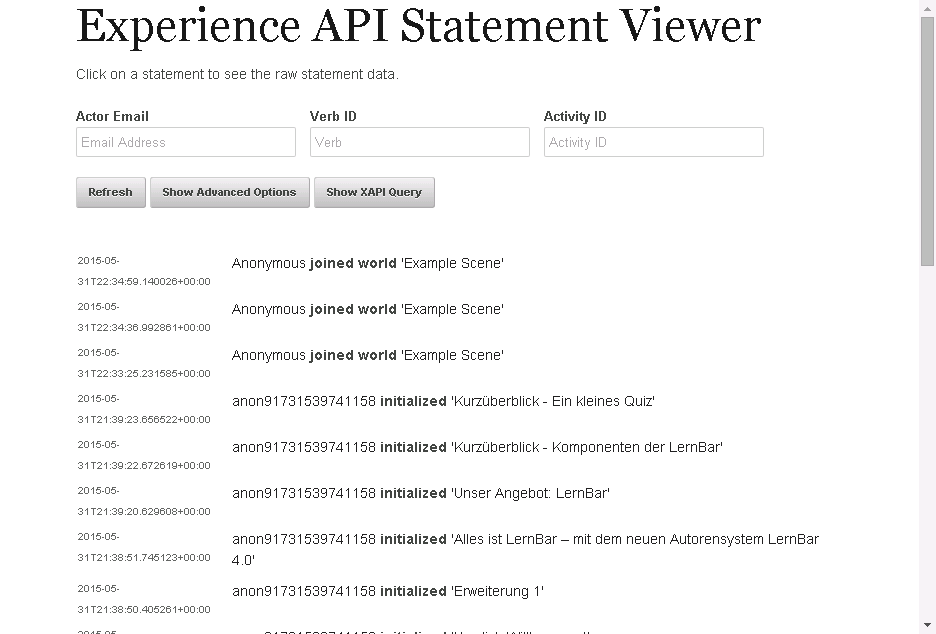 Experience API Statement Viewer
Click on a statement to see the raw statement data.
Actor Email Verb ID Activity ID
Email Address Verb Activity ID
Refresh Show Advanced Options Show XAPI Query
2015-05-
31T22:34:59.140026+00:00
Anonymous joined world 'Example Scene'
2015-05-
31T22:34:36.992861+00:00
Anonymous joined world 'Example Scene'
2015-05-
31T22:33:25.231585+00:00
Anonymous joined world 'Example Scene'
2015-05-
31T21:39:23.656522+00:00
anon91731539741158 initialized 'Kurzüberblick - Ein kleines Quiz'
2015-05-
31T21:39:22.672619+00:00
anon91731539741158 initialized 'Kurzüberblick - Komponenten der LernBar'
2015-05-
31T21:39:20.629608+00:00
anon91731539741158 initialized 'Unser Angebot: LernBar'
2015-05-
31T21:38:51.745123+00:00
anon91731539741158 initialized 'Alles ist LernBar – mit dem neuen Autorensystem LernBar
4.0'
2015-05-
31T21:38:50.405261+00:00
anon91731539741158 initialized 'Erweiterung 1'